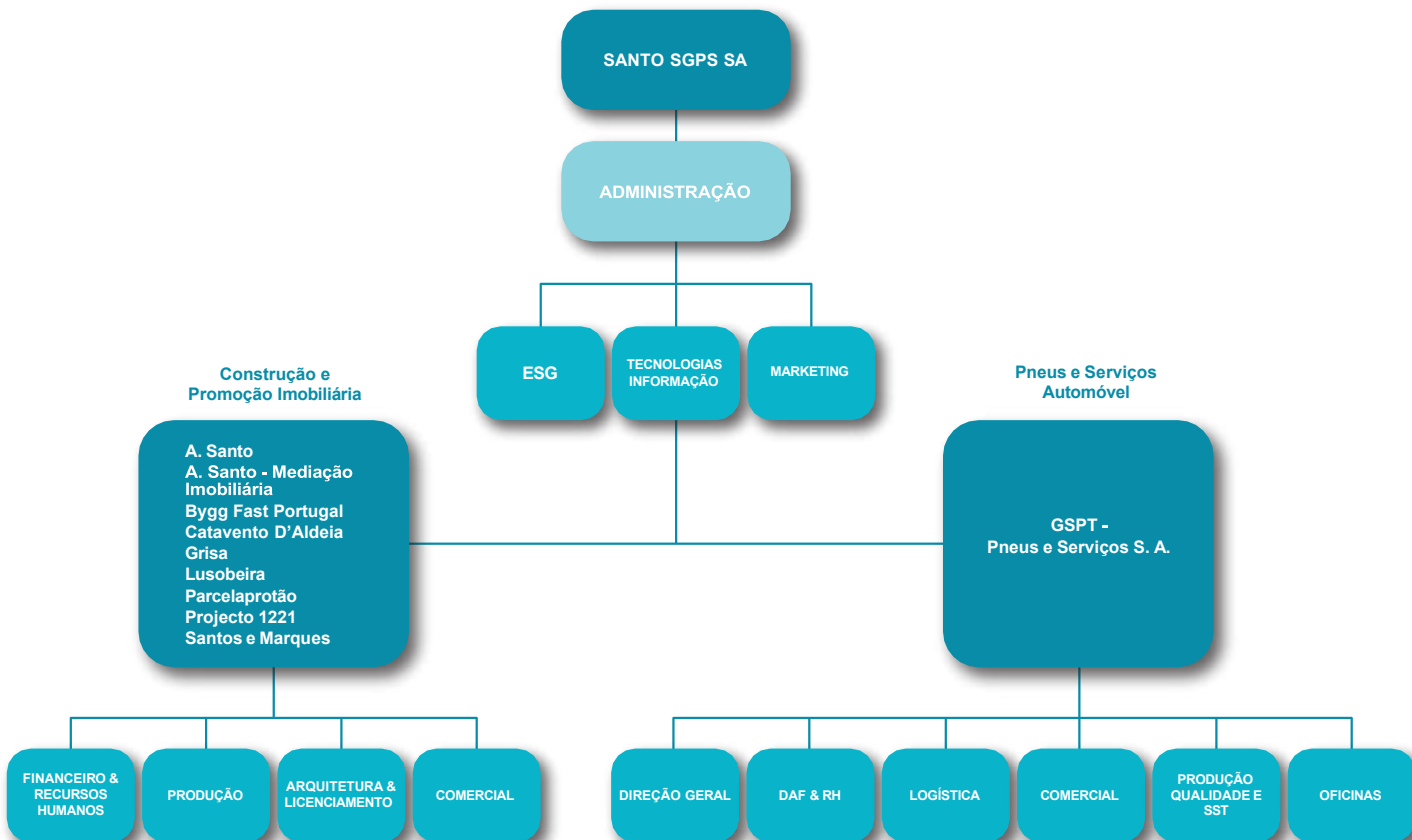 SANTO SGPS SA
ADMINISTRAÇÃO
ESG
TECNOLOGIAS
INFORMAÇÃO
MARKETING
Construção e
Promoção Imobiliária
A. Santo
A. Santo - Mediação
Imobiliária
Bygg Fast Portugal
Catavento D’Aldeia
Grisa
Lusobeira
Parcelaprotão
Projecto 1221
Santos e Marques
Pneus e Serviços
Automóvel
GSPT -
Pneus e Serviços S. A.
FINANCEIRO &
RECURSOS
HUMANOS
PRODUÇÃO
ARQUITETURA &
LICENCIAMENTO
COMERCIAL
DIREÇÃO GERAL
DAF & RH
LOGÍSTICA
COMERCIAL
PRODUÇÃO
QUALIDADE E
SST
OFICINAS